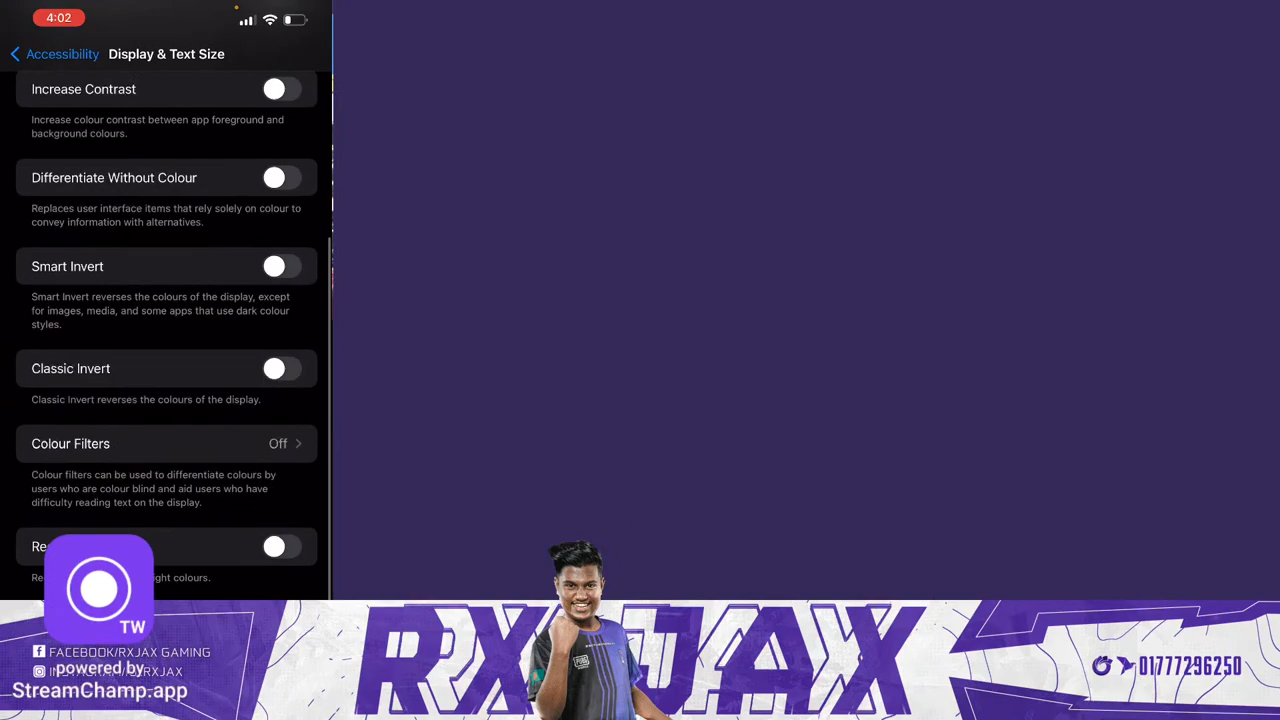 4:02
Accessibility
Display & Text Size
Increase Contrast
Increase colour contrast between app foreground and
background colours.
Differentiate Without Colour
Replaces user interface items that rely solely on colour to
convey information with alternatives.
Smart Invert
Smart Invert reverses the colours of the display, except
for images, media, and some apps that use dark colour
styles.
Classic Invert
Classic Invert reverses the colours of the display.
Colour Filters
Off
Colour filters can be used to differentiate colours by
users who are colour blind and aid users who have
difficulty reading text on the display.
TW
FACEBOOK/RXJAX GAMING
powered by
StreamChamp.app
RXJAX
01777296250